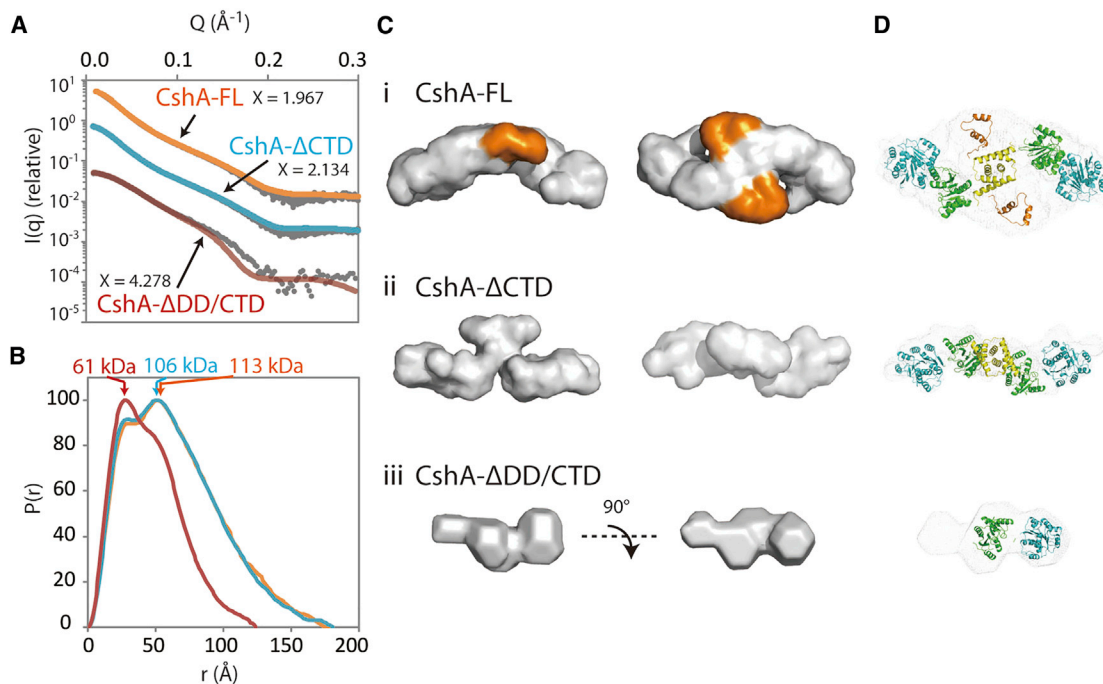 A
Q (Å⁻¹)
0.0 0.1 0.2 0.3
10¹
10⁰
10⁻¹
10⁻²
10⁻³
10⁻⁴
10⁻⁵
I(q) (relative)
CshA-FL X = 1.967
CshA-ΔCTD
X = 2.134
X = 4.278
CshA-ΔDD/CTD
B
61 kDa 106 kDa 113 kDa
100
80
60
40
20
0
P(r)
0 50 100 150 200
r (Å)
C
i CshA-FL
ii CshA-ΔCTD
iii CshA-ΔDD/CTD
90°
D